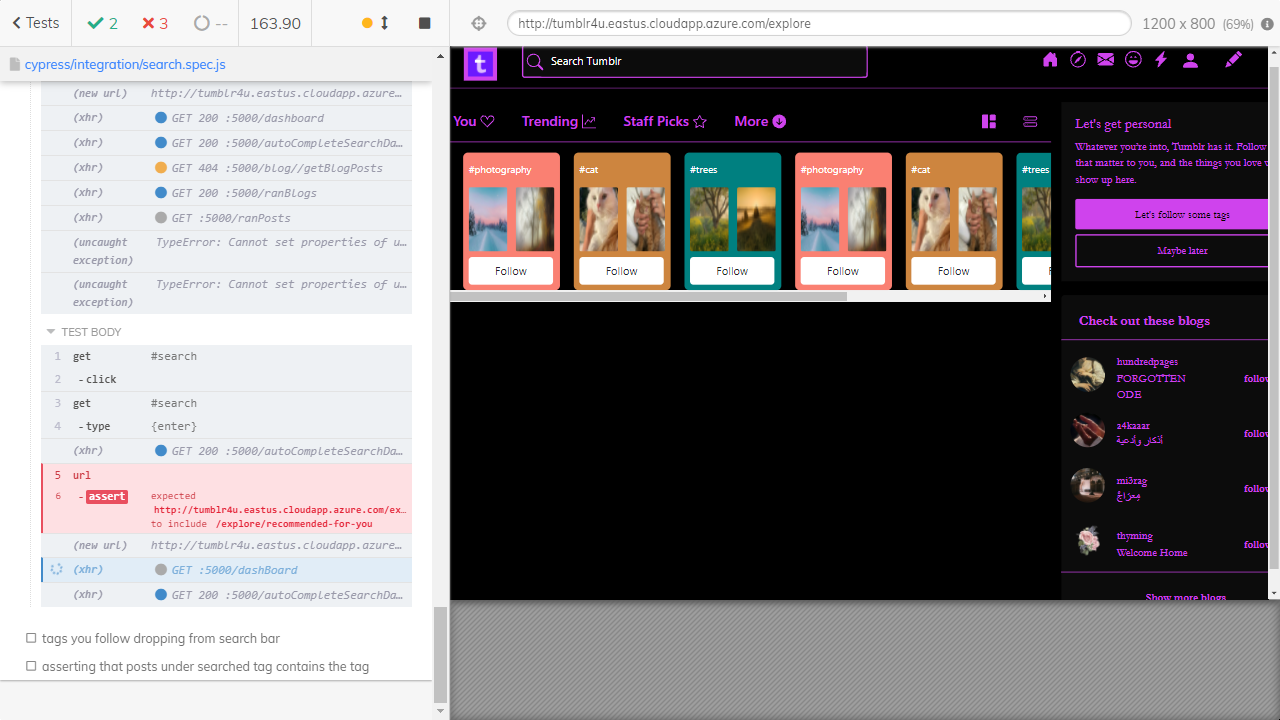 Tests
2
3
--
163.90
http://tumblr4u.eastus.cloudapp.azure.com/explore
1200 x 800 (69%)
cypress/integration/search.spec.js
(new url) http://tumblr4u.eastus.cloudapp.azure...
(xhr) GET 200 :5000/dashboard
(xhr) GET 200 :5000/autoCompleteSearchDa...
(xhr) GET 404 :5000/blog//getBlogPosts
(xhr) GET 200 :5000/ranBlogs
(xhr) GET :5000/ranPosts
(uncaught exception) TypeError: Cannot set properties of u...
(uncaught exception) TypeError: Cannot set properties of u...
TEST BODY
1 get #search
2 -click
3 get #search
4 -type {enter}
(xhr) GET 200 :5000/autoCompleteSearchDa...
5 url
6 -assert expected
http://tumblr4u.eastus.cloudapp.azure.com/ex...
to include /explore/recommended-for-you
(new url) http://tumblr4u.eastus.cloudapp.azure...
(xhr) GET :5000/dashBoard
(xhr) GET 200 :5000/autoCompleteSearchDa...
tags you follow dropping from search bar
asserting that posts under searched tag contains the tag
t
Search Tumblr
You
Trending
Staff Picks
More
#photography
#cat
#trees
#photography
#cat
#trees
Follow
Follow
Follow
Follow
Follow
F
Let's get personal
Whatever you're into, Tumblr has it. Follow
that matter to you, and the things you love w
show up here.
Let's follow some tags
Maybe later
Check out these blogs
hundredpages
FORGOTTEN
ODE
follow
a4kaaar
أذكار وأدعية
follow
mi3rag
مِعرَاجْ
follow
thyming
Welcome Home
follow
Show more blogs